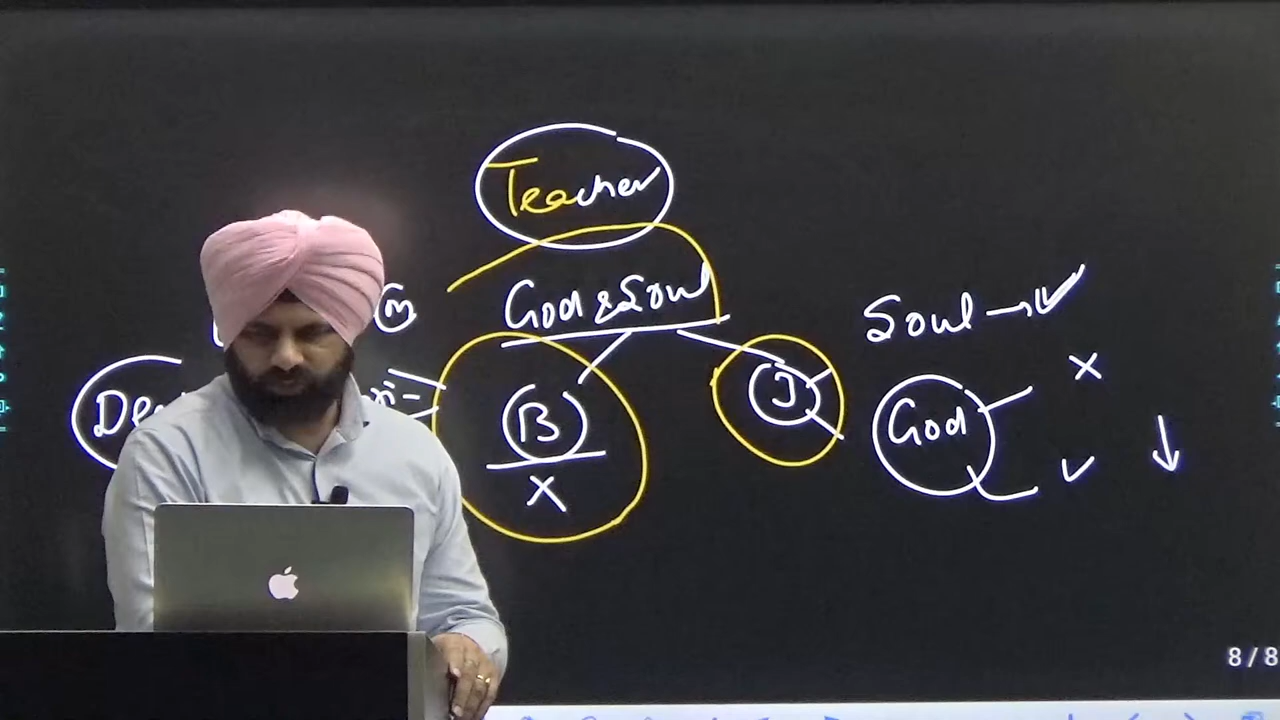 Teacher
God & Soul
Soul → ✓
God
×
✓
↓
B
×
J
8/8